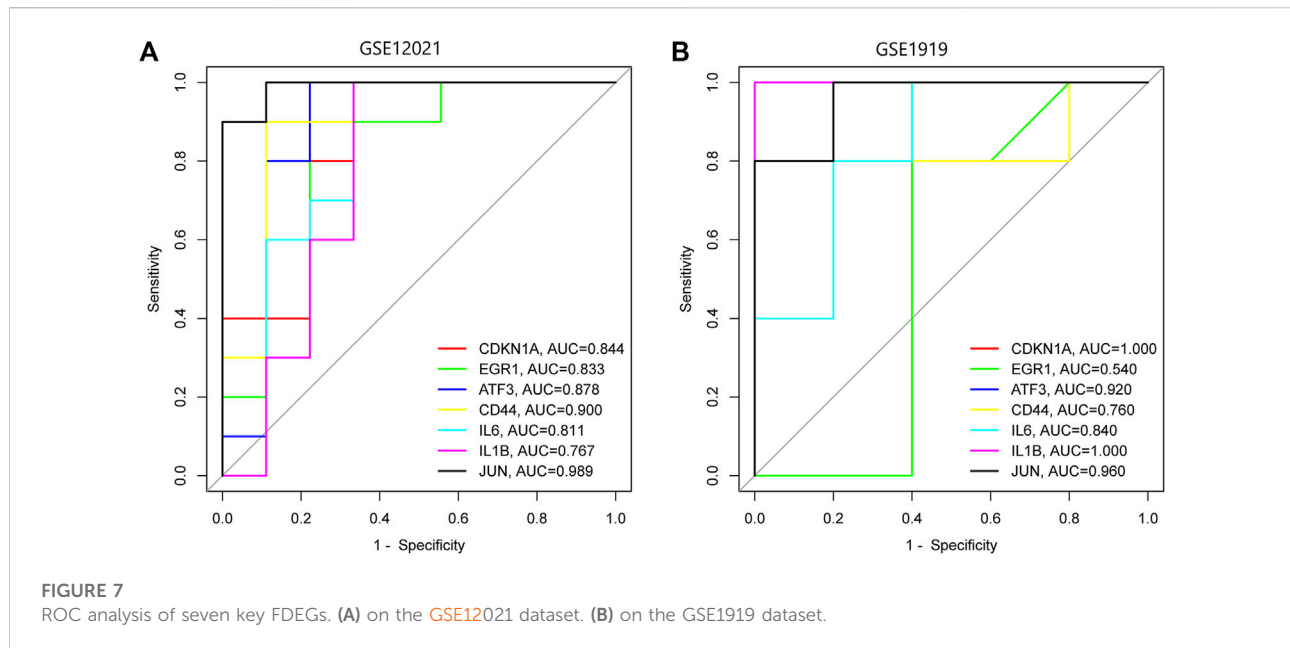 A
GSE12021
Sensitivity
1.0
0.8
0.6
0.4
0.2
0.0
CDKN1A, AUC=0.844
EGR1, AUC=0.833
ATF3, AUC=0.878
CD44, AUC=0.900
IL6, AUC=0.811
IL1B, AUC=0.767
JUN, AUC=0.989
0.0 0.2 0.4 0.6 0.8 1.0
1 - Specificity
B
GSE1919
Sensitivity
1.0
0.8
0.6
0.4
0.2
0.0
CDKN1A, AUC=1.000
EGR1, AUC=0.540
ATF3, AUC=0.920
CD44, AUC=0.760
IL6, AUC=0.840
IL1B, AUC=1.000
JUN, AUC=0.960
0.0 0.2 0.4 0.6 0.8 1.0
1 - Specificity
FIGURE 7
ROC analysis of seven key FDEGs. (A) on the GSE12021 dataset. (B) on the GSE1919 dataset.